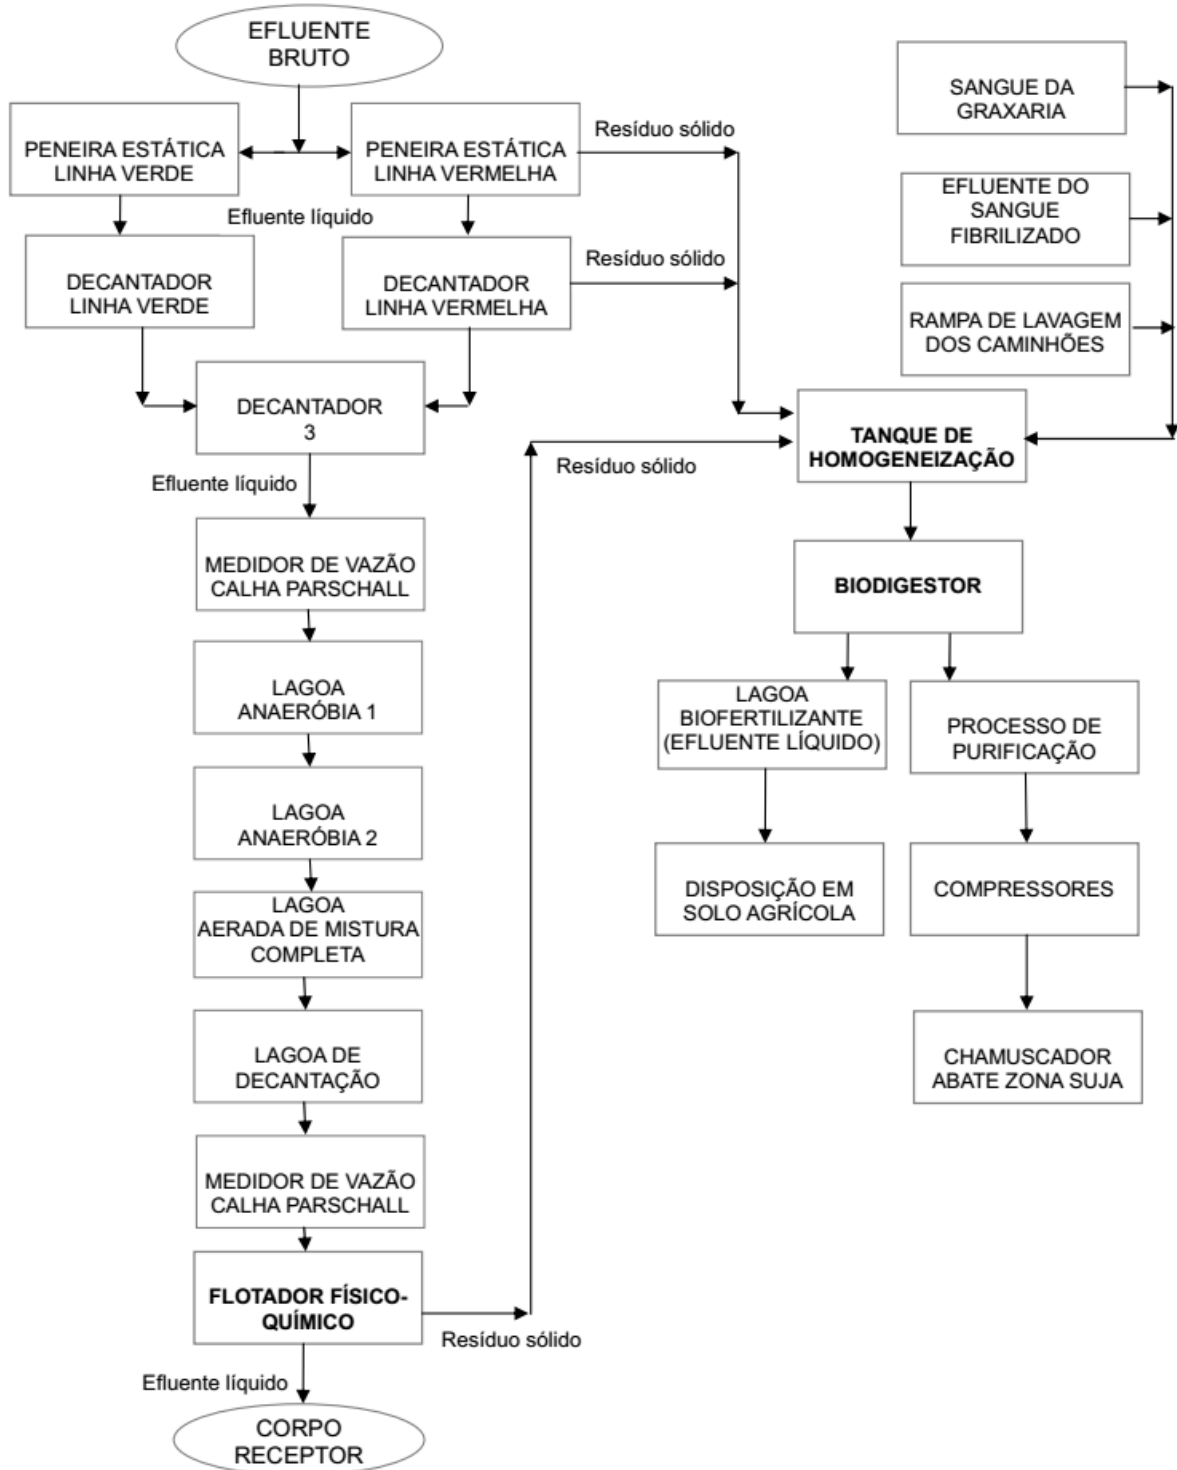 EFLUENTE
BRUTO
PENEIRA ESTÁTICA
LINHA VERDE
PENEIRA ESTÁTICA
LINHA VERMELHA
Resíduo sólido
Efluente líquido
DECANTADOR
LINHA VERDE
DECANTADOR
LINHA VERMELHA
Resíduo sólido
DECANTADOR
3
Efluente líquido
MEDIDOR DE VAZÃO
CALHA PARSCHALL
LAGOA
ANAERÓBIA 1
LAGOA
ANAERÓBIA 2
LAGOA
AERADA DE MISTURA
COMPLETA
LAGOA DE
DECANTAÇÃO
MEDIDOR DE VAZÃO
CALHA PARSCHALL
FLOTADOR FÍSICO-
QUÍMICO
Resíduo sólido
Efluente líquido
CORPO
RECEPTOR
Resíduo sólido
SANGUE DA
GRAXARIA
EFLUENTE DO
SANGUE
FIBRILIZADO
RAMPA DE LAVAGEM
DOS CAMINHÕES
TANQUE DE
HOMOGENEIZAÇÃO
BIODIGESTOR
LAGOA
BIOFERTILIZANTE
(EFLUENTE LÍQUIDO)
DISPOSIÇÃO EM
SOLO AGRÍCOLA
PROCESSO DE
PURIFICAÇÃO
COMPRESSORES
CHAMUSCADOR
ABATE ZONA SUJA